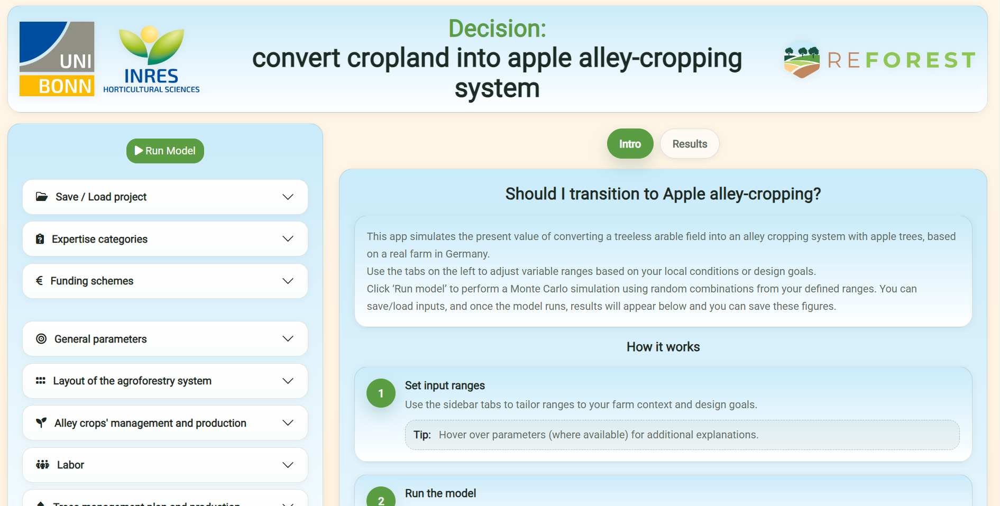 UNI
BONN
INRES
HORTICULTURAL SCIENCES
Decision:
convert cropland into apple alley-cropping
system
REFOREST
Run Model
Save / Load project
Expertise categories
€ Funding schemes
General parameters
Layout of the agroforestry system
Alley crops' management and production
Labor
Trees management plan and production
Intro
Results
Should I transition to Apple alley-cropping?
This app simulates the present value of converting a treeless arable field into an alley cropping system with apple trees, based
on a real farm in Germany.
Use the tabs on the left to adjust variable ranges based on your local conditions or design goals.
Click ‘Run model’ to perform a Monte Carlo simulation using random combinations from your defined ranges. You can
save/load inputs, and once the model runs, results will appear below and you can save these figures.
How it works
1
Set input ranges
Use the sidebar tabs to tailor ranges to your farm context and design goals.
Tip: Hover over parameters (where available) for additional explanations.
2
Run the model